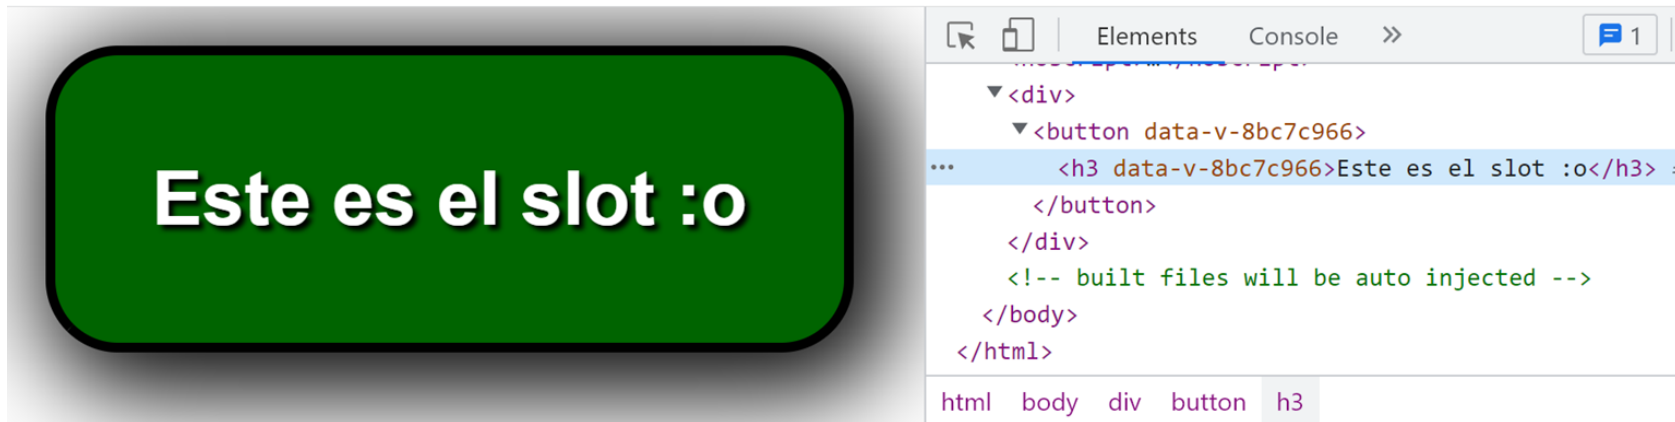 Este es el slot :o
Elements Console 1
<div>
<button data-v-8bc7c966>
<h3 data-v-8bc7c966>Este es el slot :o</h3>
</button>
</div>
<!-- built files will be auto injected -->
</body>
</html>
html body div button h3